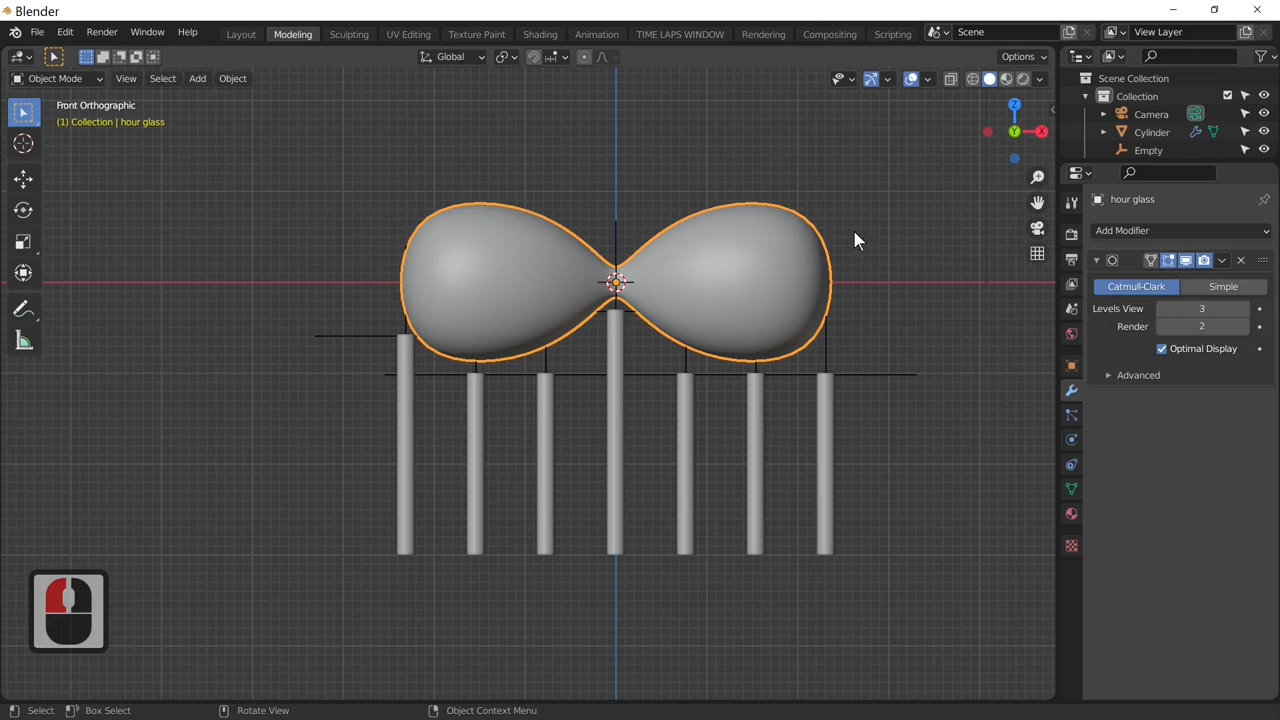 Blender
File Edit Render Window Help Layout Modeling Sculpting UV Editing Texture Paint Shading Animation TIME LAPS WINDOW Rendering Compositing Scripting Scene View Layer
Global Options
Object Mode View Select Add Object
Scene Collection
Collection
Camera
Cylinder
Empty
Front Orthographic
(1) Collection | hour glass
Z
Y X
hour glass
Add Modifier
Catmull-Clark Simple
Levels View 3
Render 2
Optimal Display
Advanced
Select Box Select Rotate View Object Context Menu